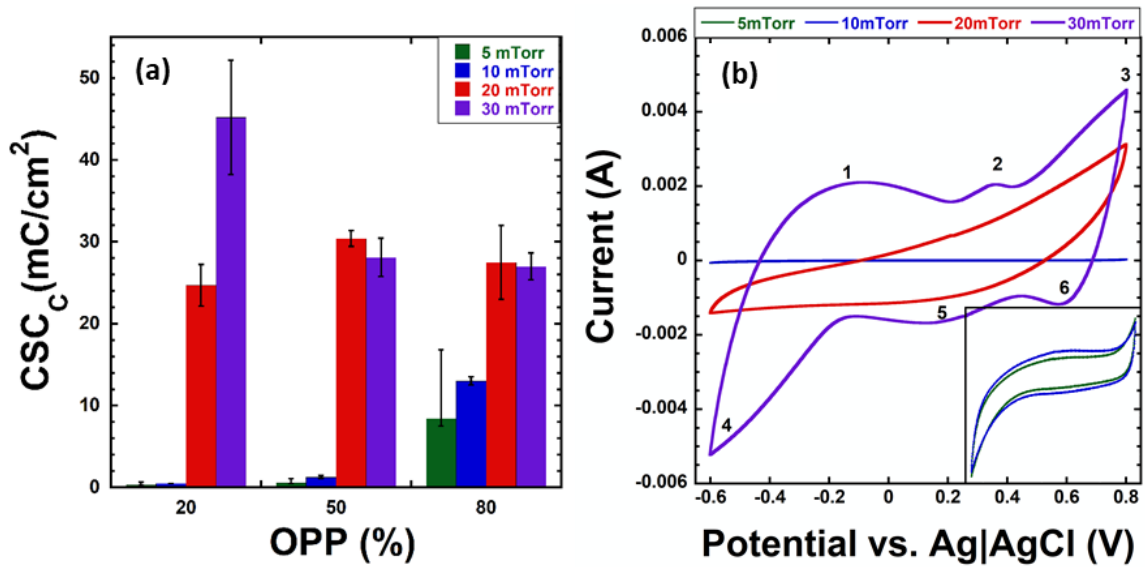 (a)
5 mTorr
10 mTorr
20 mTorr
30 mTorr
CSC_C (mC/cm²)
50
40
30
20
10
0
20 50 80
OPP (%)
5mTorr 10mTorr 20mTorr 30mTorr
(b)
Current (A)
0.006
0.004
0.002
0
-0.002
-0.004
-0.006
1
2
3
4
5
6
-0.6 -0.4 -0.2 0 0.2 0.4 0.6 0.8
Potential vs. Ag|AgCl (V)